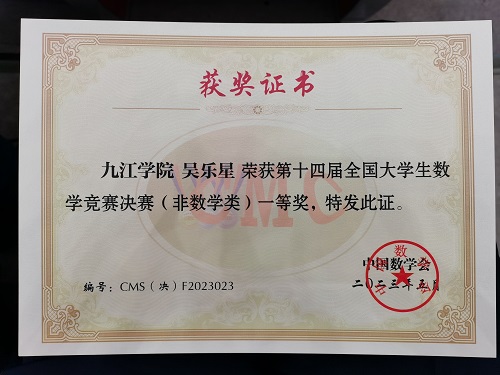 获奖证书
九江学院 吴乐星 荣获第十四届全国大学生数
学竞赛决赛（非数学类）一等奖，特发此证。
CMC
中国数学会
编号：CMS（决）F2023023
二〇二三年五月